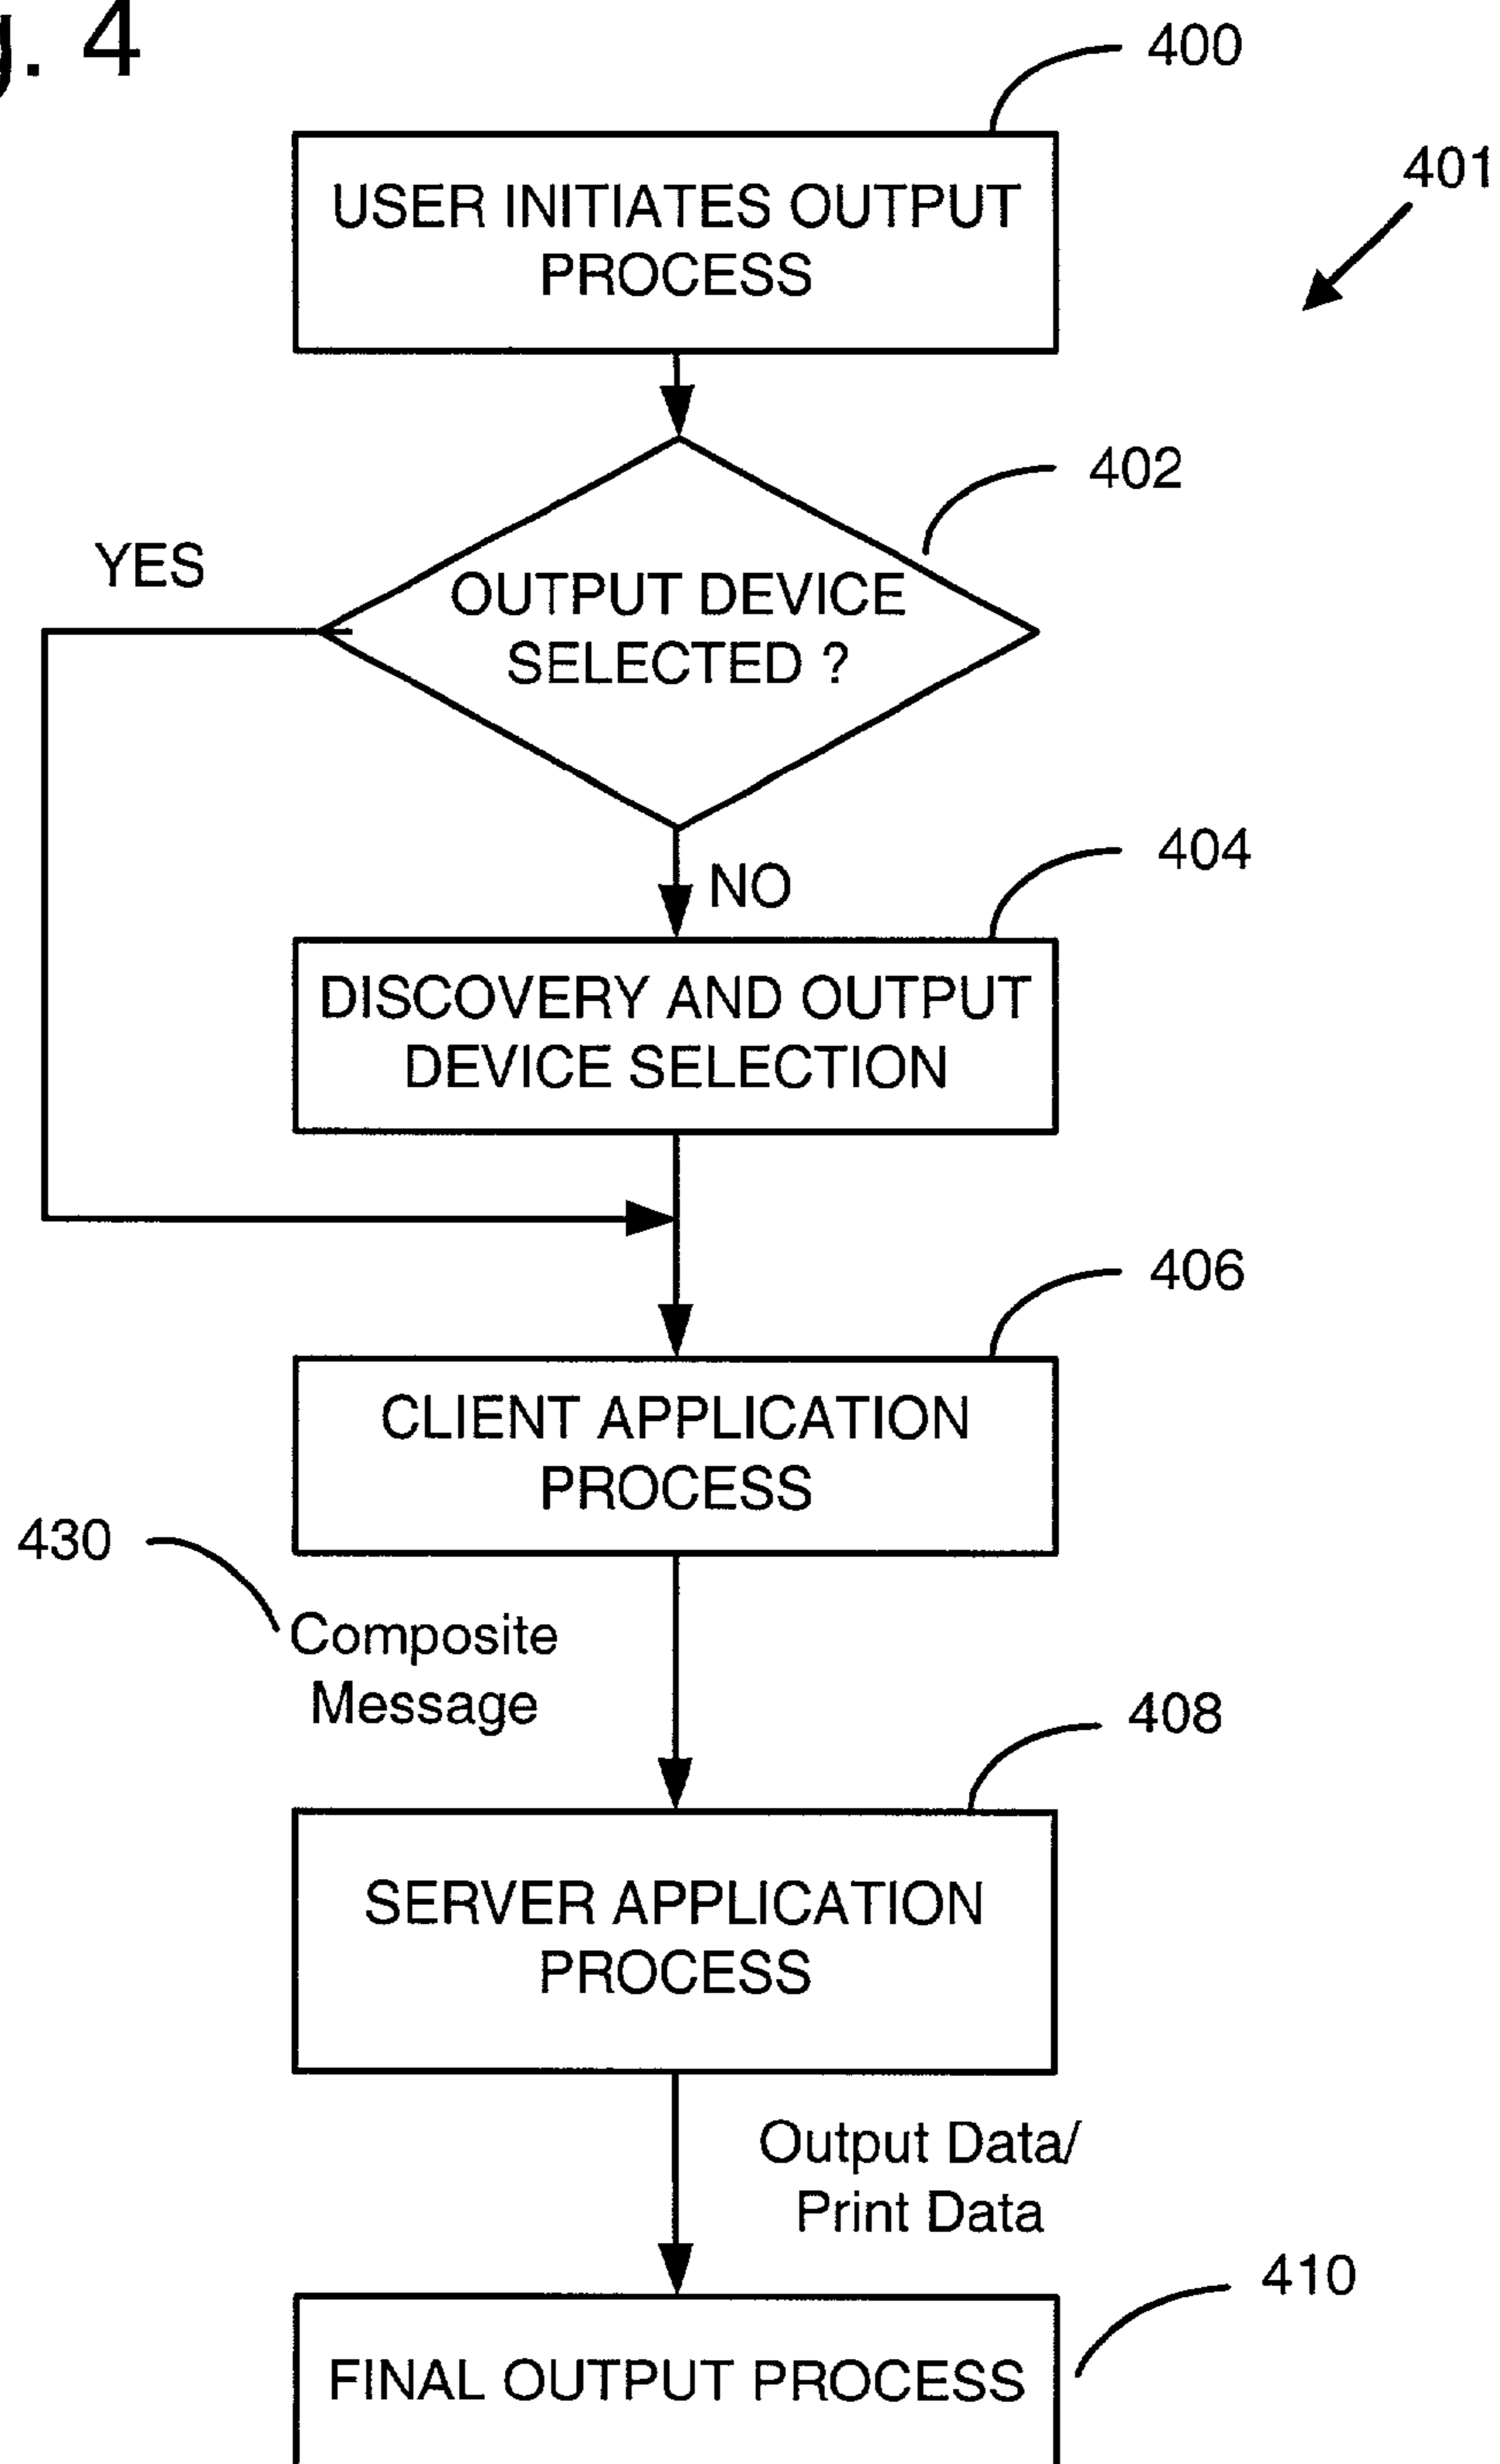 g. 4
400
401
USER INITIATES OUTPUT
PROCESS
402
YES
OUTPUT DEVICE
SELECTED ?
NO
404
DISCOVERY AND OUTPUT
DEVICE SELECTION
406
CLIENT APPLICATION
PROCESS
430
Composite
Message
408
SERVER APPLICATION
PROCESS
Output Data/
Print Data
410
FINAL OUTPUT PROCESS